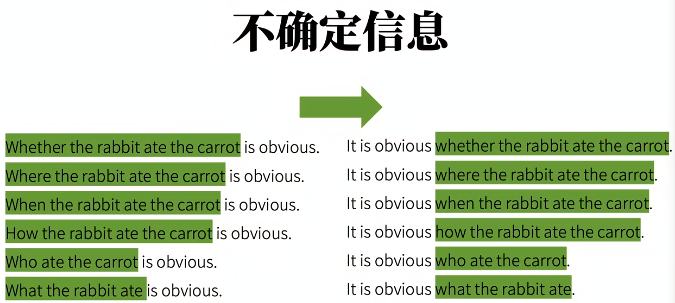 不确定信息
Whether the rabbit ate the carrot is obvious.
Where the rabbit ate the carrot is obvious.
When the rabbit ate the carrot is obvious.
How the rabbit ate the carrot is obvious.
Who ate the carrot is obvious.
What the rabbit ate is obvious.
It is obvious whether the rabbit ate the carrot.
It is obvious where the rabbit ate the carrot.
It is obvious when the rabbit ate the carrot.
It is obvious how the rabbit ate the carrot.
It is obvious who ate the carrot.
It is obvious what the rabbit ate.